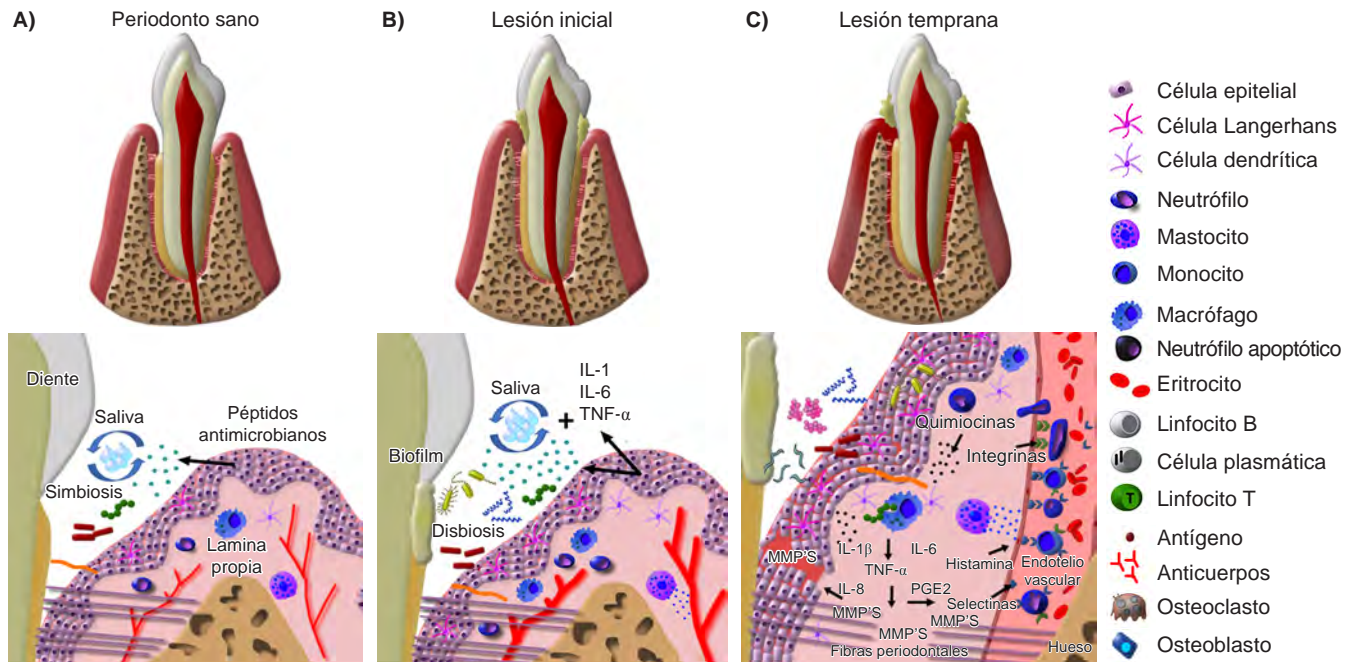 A) Periodonto sano
B) Lesión inicial
C) Lesión temprana
Diente
Saliva
Péptidos
antimicrobianos
Simbiosis
Lamina
propia
Saliva
+
IL-1
IL-6
TNF-α
Biofilm
Disbiosis
Quimiocinas
Integrinas
MMP'S
IL-1β
IL-6
TNF-α
Histamina
Endotelio
vascular
IL-8
PGE2
Selectinas
MMP'S
MMP'S
MMP'S
Fibras periodontales
Hueso
Célula epitelial
Célula Langerhans
Célula dendrítica
Neutrófilo
Mastocito
Monocito
Macrófago
Neutrófilo apoptótico
Eritrocito
Linfocito B
Célula plasmática
T Linfocito T
Antígeno
Anticuerpos
Osteoclasto
Osteoblasto